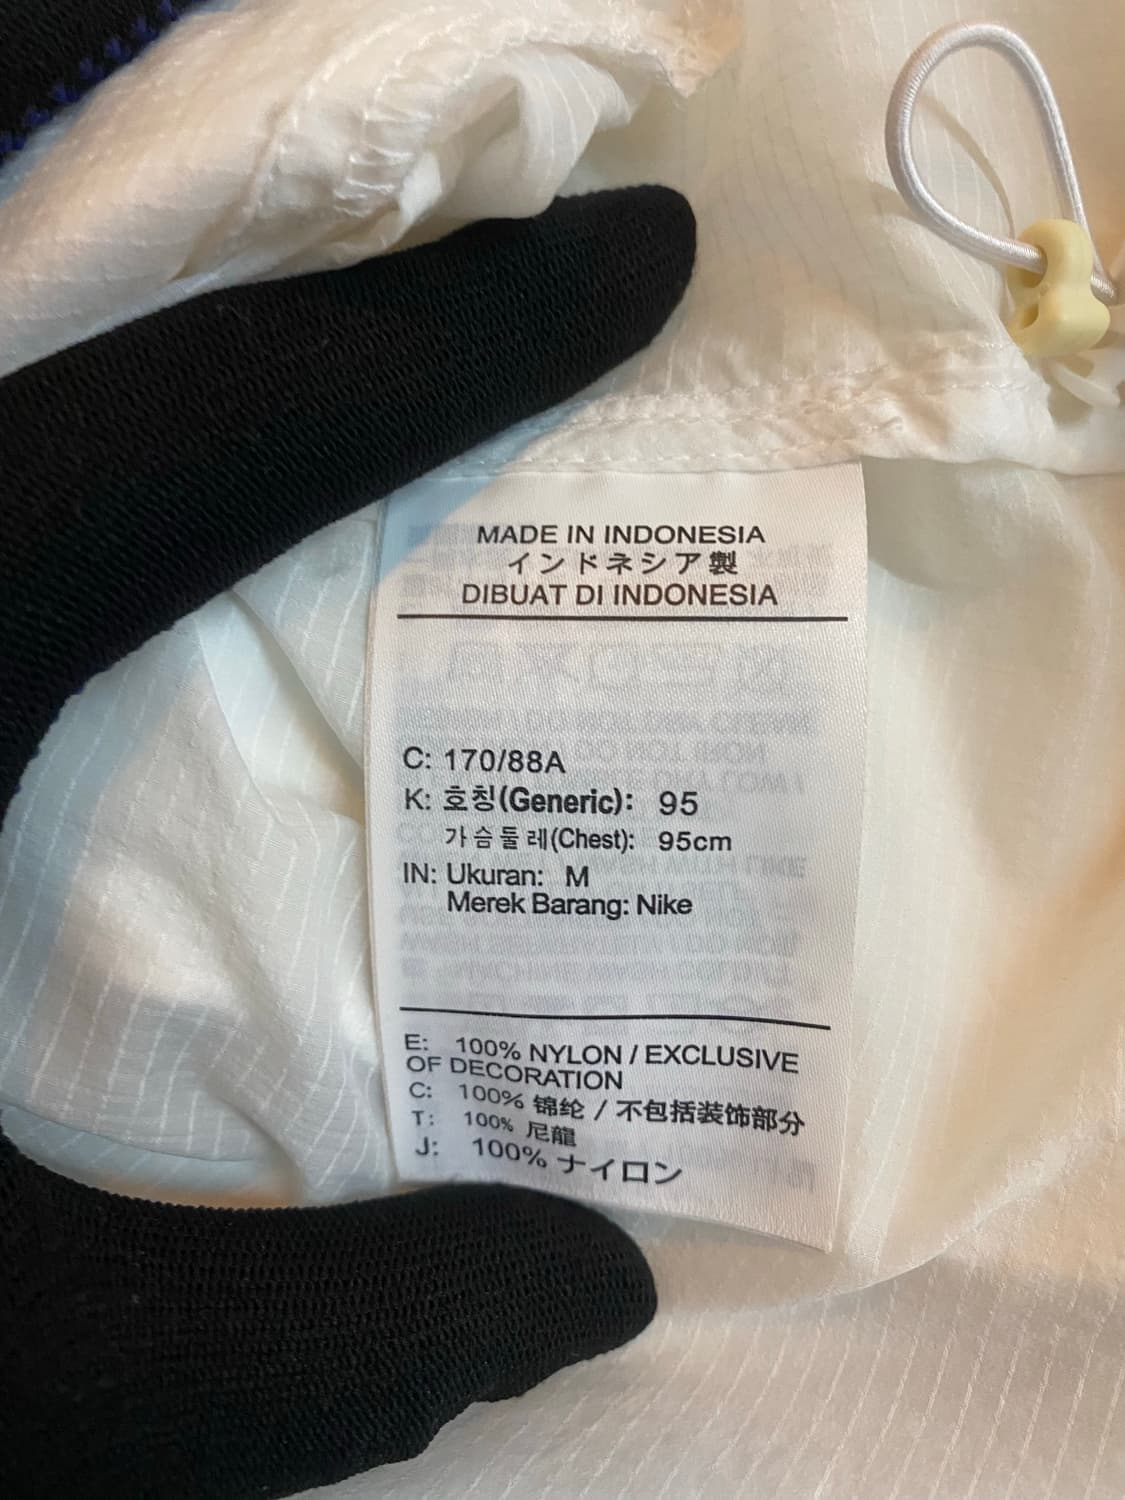 MADE IN INDONESIA
インドネシア製
DIBUAT DI INDONESIA
C: 170/88A
K: 호칭(Generic): 95
가슴둘레(Chest): 95cm
IN: Ukuran: M
Merek Barang: Nike
E: 100% NYLON / EXCLUSIVE
OF DECORATION
C: 100% 锦纶 / 不包括装饰部分
T: 100% 尼龍
J: 100% ナイロン